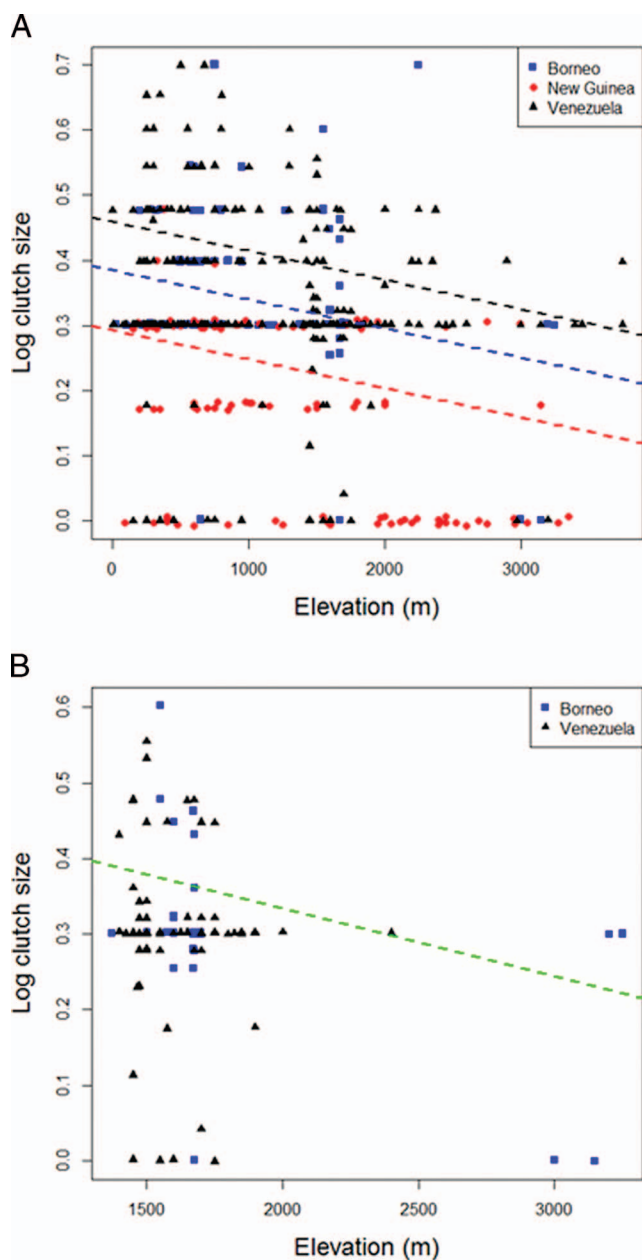 A
Log clutch size
0.7
0.6
0.5
0.4
0.3
0.2
0.1
0.0
Borneo
New Guinea
Venezuela
0 1000 2000 3000
Elevation (m)
B
Log clutch size
0.6
0.5
0.4
0.3
0.2
0.1
0.0
Borneo
Venezuela
1500 2000 2500 3000
Elevation (m)